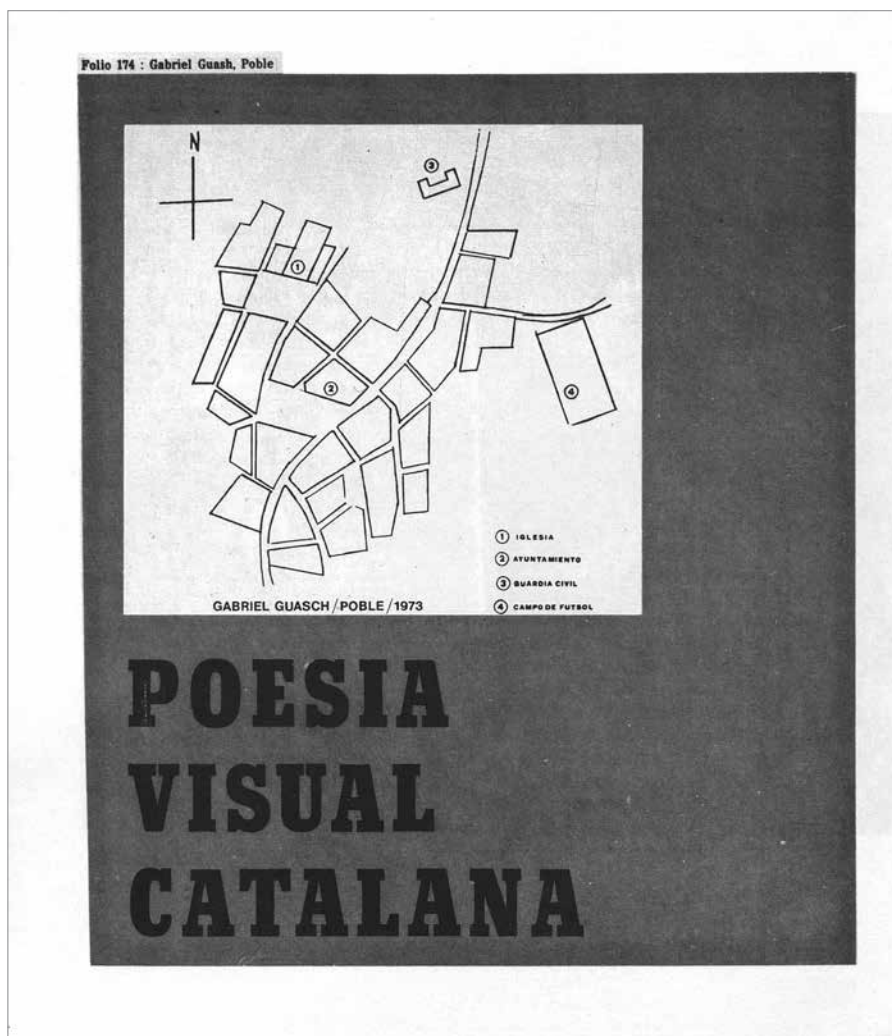 Folio 174 : Gabriel Guash, Poble
N
3
1
2
4
1 IGLESIA
2 AYUNTAMIENTO
3 GUARDIA CIVIL
4 CAMPO DE FUTBOL
GABRIEL GUASCH/POBLE/1973
POESIA
VISUAL
CATALANA